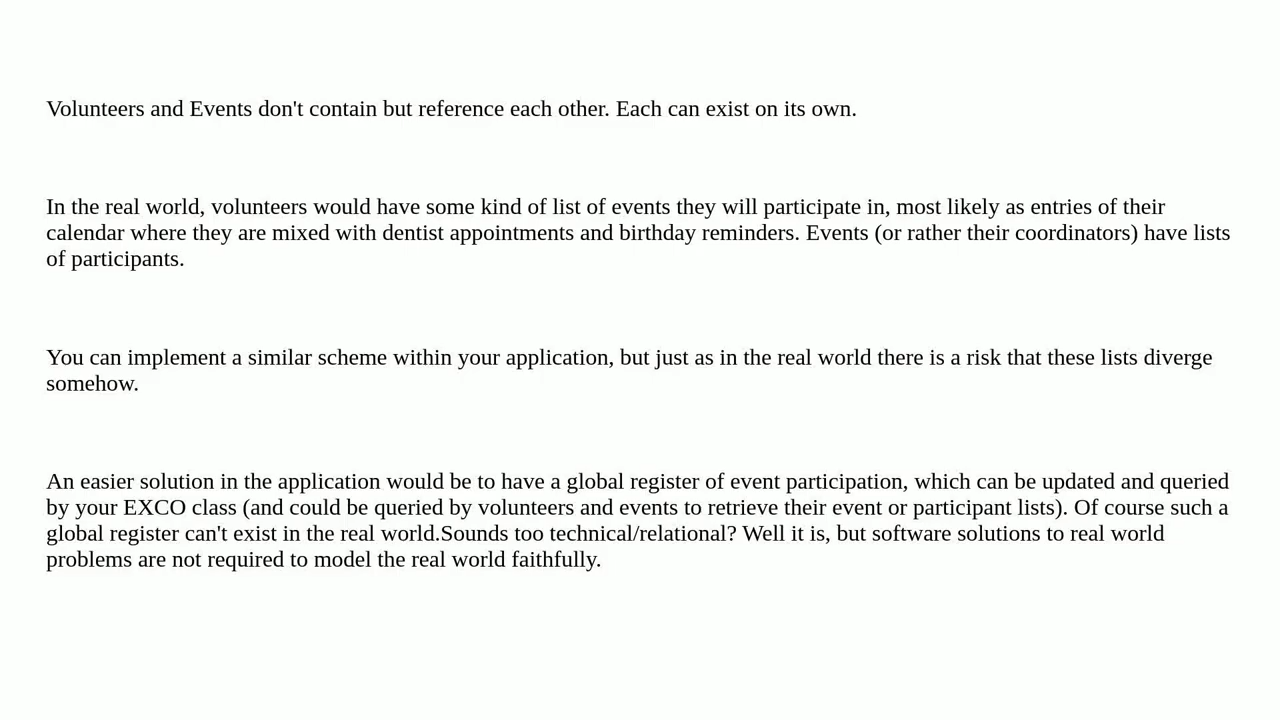 Volunteers and Events don't contain but reference each other. Each can exist on its own.
In the real world, volunteers would have some kind of list of events they will participate in, most likely as entries of their
calendar where they are mixed with dentist appointments and birthday reminders. Events (or rather their coordinators) have lists
of participants.
You can implement a similar scheme within your application, but just as in the real world there is a risk that these lists diverge
somehow.
An easier solution in the application would be to have a global register of event participation, which can be updated and queried
by your EXCO class (and could be queried by volunteers and events to retrieve their event or participant lists). Of course such a
global register can't exist in the real world.Sounds too technical/relational? Well it is, but software solutions to real world
problems are not required to model the real world faithfully.